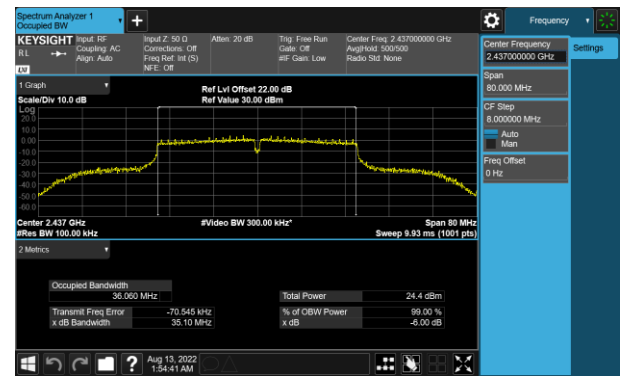 Spectrum Analyzer 1
Occupied BW
+
Frequency
KEYSIGHT
RL
LXI
Input: RF
Coupling: AC
Align: Auto
Input Z: 50 Ω
Corrections: Off
Freq Ref: Int (S)
NFE: Off
Atten: 20 dB
Trig: Free Run
Gate: Off
#IF Gain: Low
Center Freq: 2.437000000 GHz
Avg|Hold: 500/500
Radio Std: None
Center Frequency
2.437000000 GHz
Settings
Span
80.000 MHz
CF Step
8.000000 MHz
Auto
Man
Freq Offset
0 Hz
1 Graph
Scale/Div 10.0 dB
Ref Lvl Offset 22.00 dB
Ref Value 30.00 dBm
Log
20.0
10.0
0.00
-10.0
-20.0
-30.0
-40.0
-50.0
-60.0
Center 2.437 GHz
#Video BW 300.00 kHz*
Span 80 MHz
#Res BW 100.00 kHz
Sweep 9.93 ms (1001 pts)
2 Metrics
Occupied Bandwidth
36.060 MHz
Total Power 24.4 dBm
Transmit Freq Error -70.545 kHz
% of OBW Power 99.00 %
x dB Bandwidth 35.10 MHz
x dB -6.00 dB
?
Aug 13, 2022
1:54:41 AM